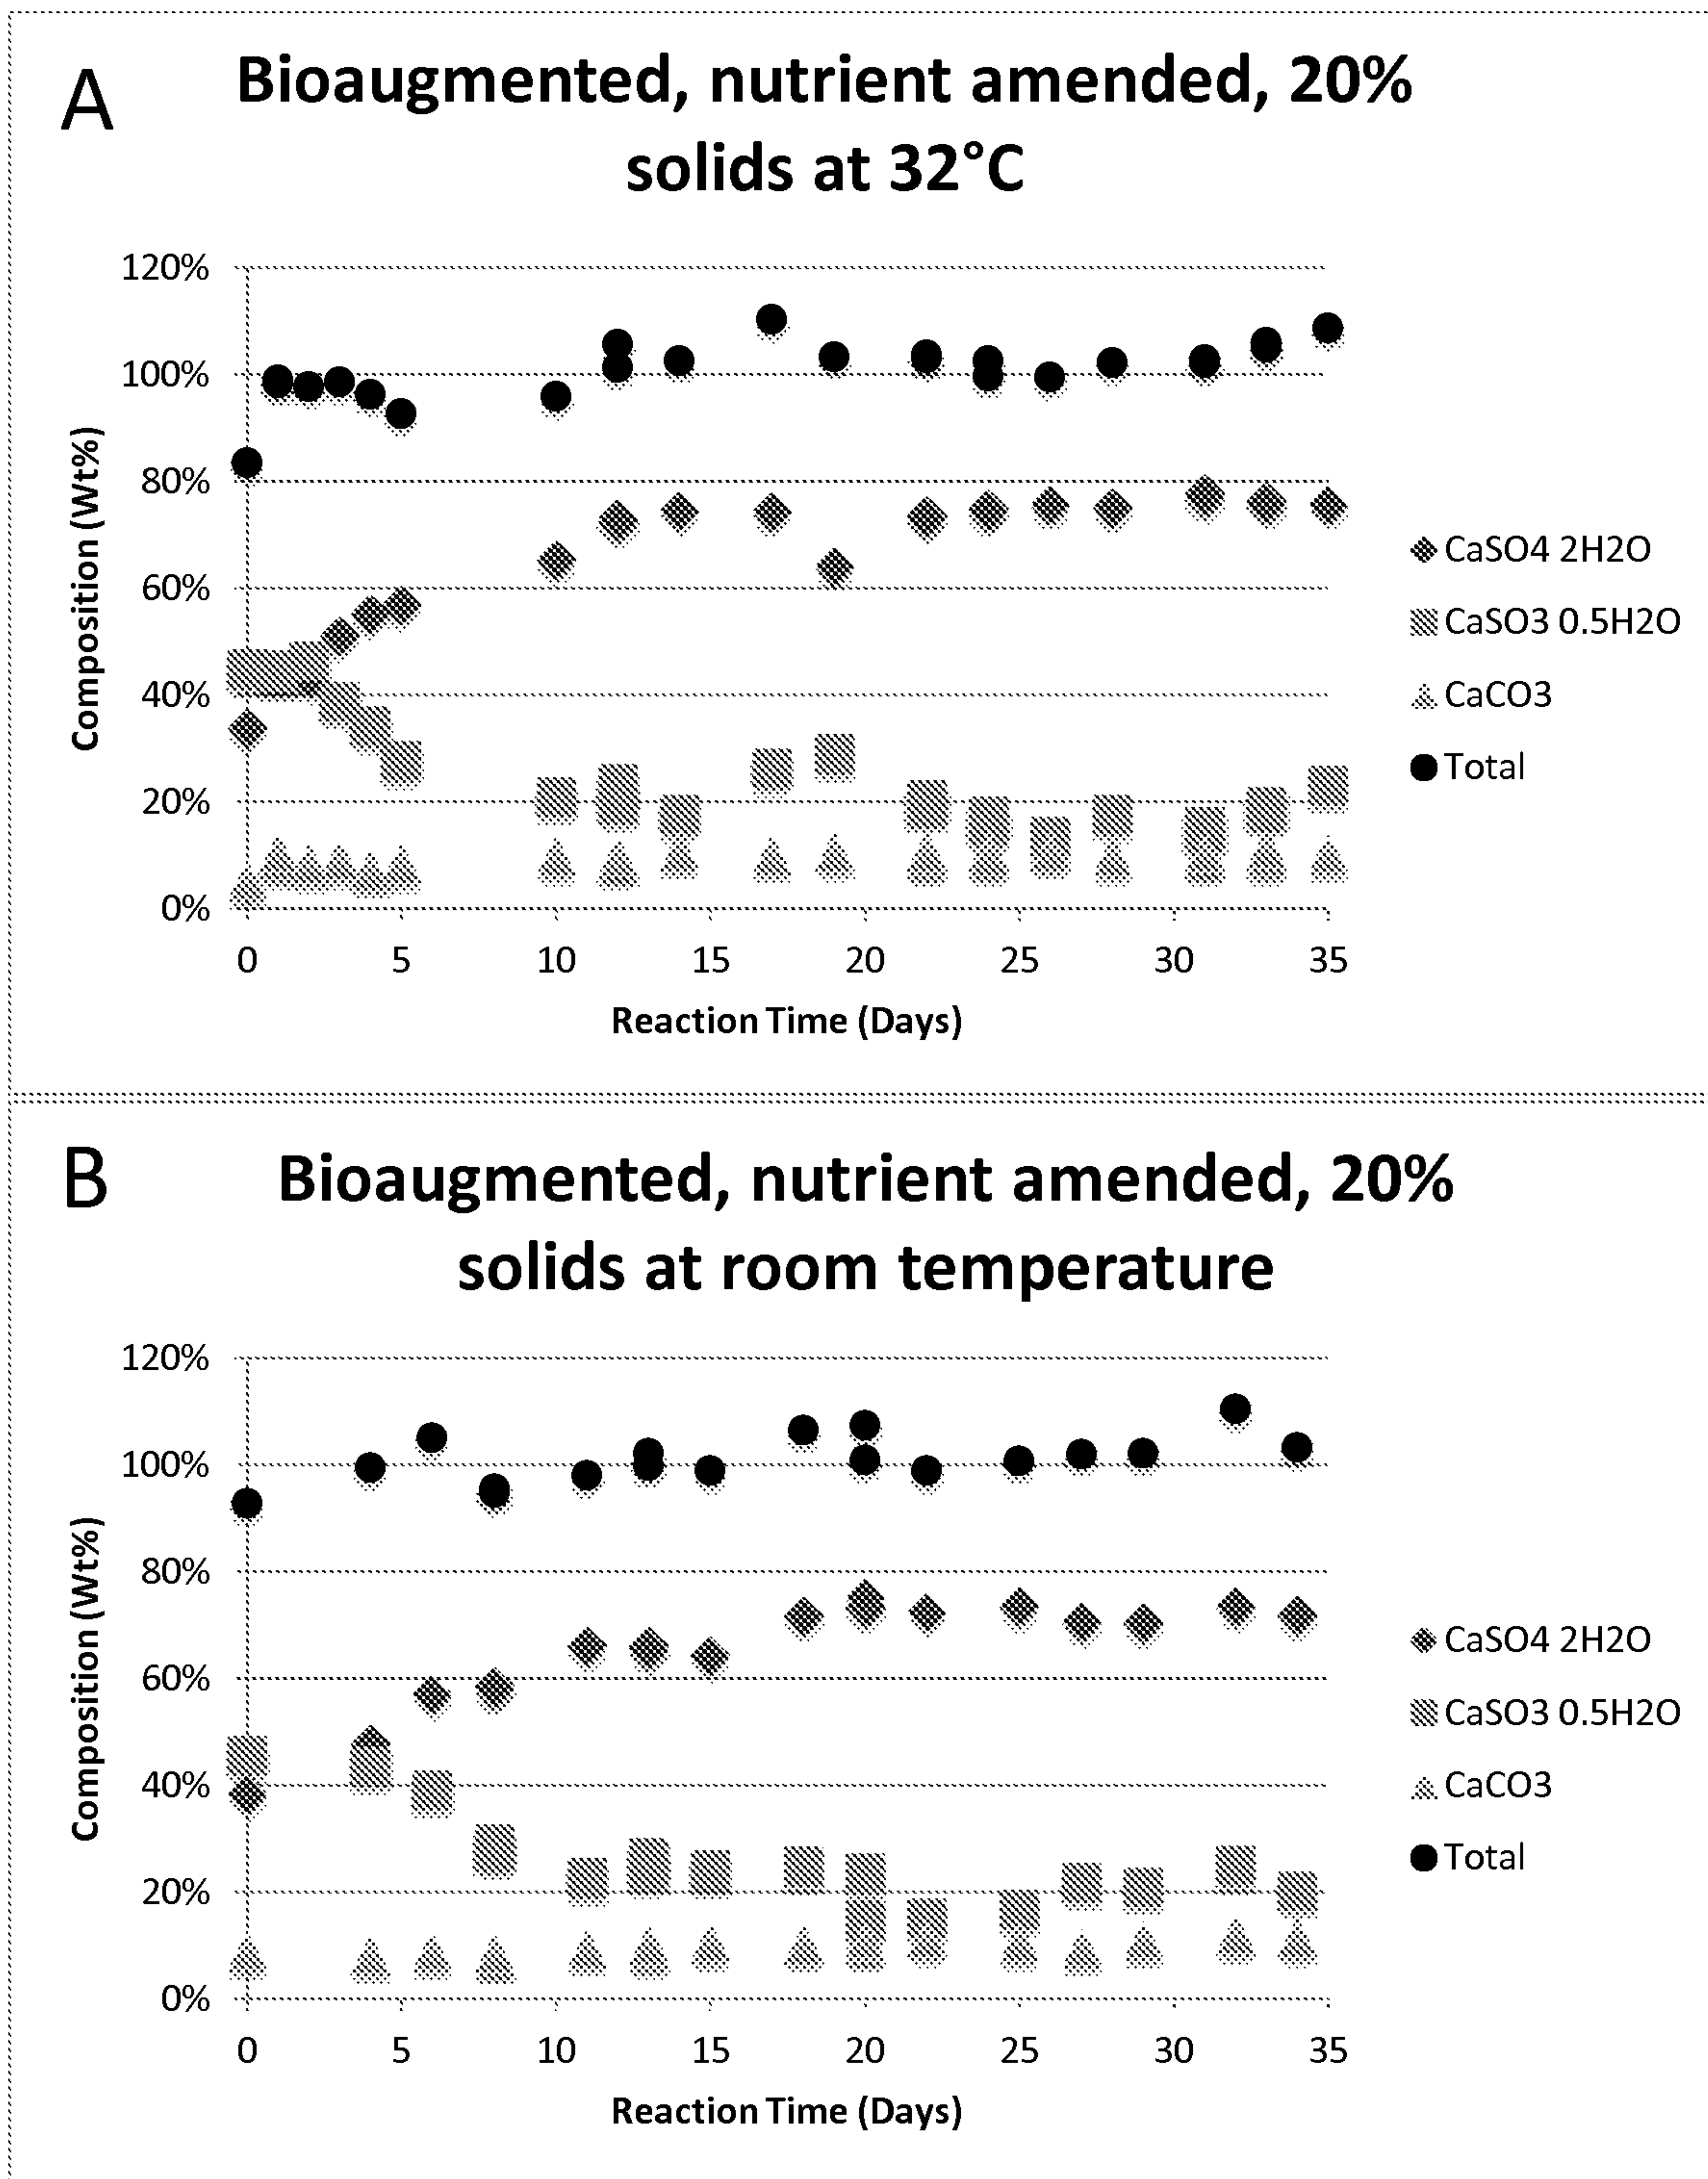 A
Bioaugmented, nutrient amended, 20%
solids at 32°C
120%
100%
80%
60%
40%
20%
0%
Composition (Wt%)
0 5 10 15 20 25 30 35
Reaction Time (Days)
CaSO4 2H2O
CaSO3 0.5H2O
CaCO3
Total
B
Bioaugmented, nutrient amended, 20%
solids at room temperature
120%
100%
80%
60%
40%
20%
0%
Composition (Wt%)
0 5 10 15 20 25 30 35
Reaction Time (Days)
CaSO4 2H2O
CaSO3 0.5H2O
CaCO3
Total